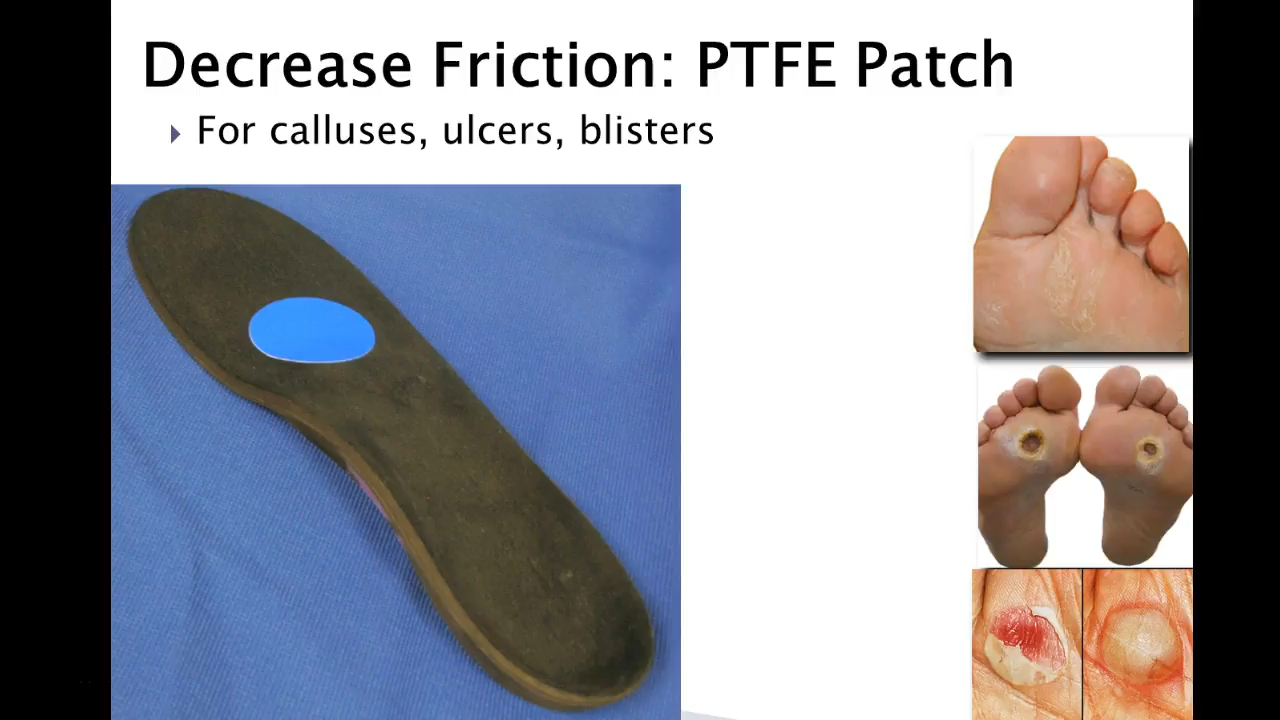 Decrease Friction: PTFE Patch
For calluses, ulcers, blisters